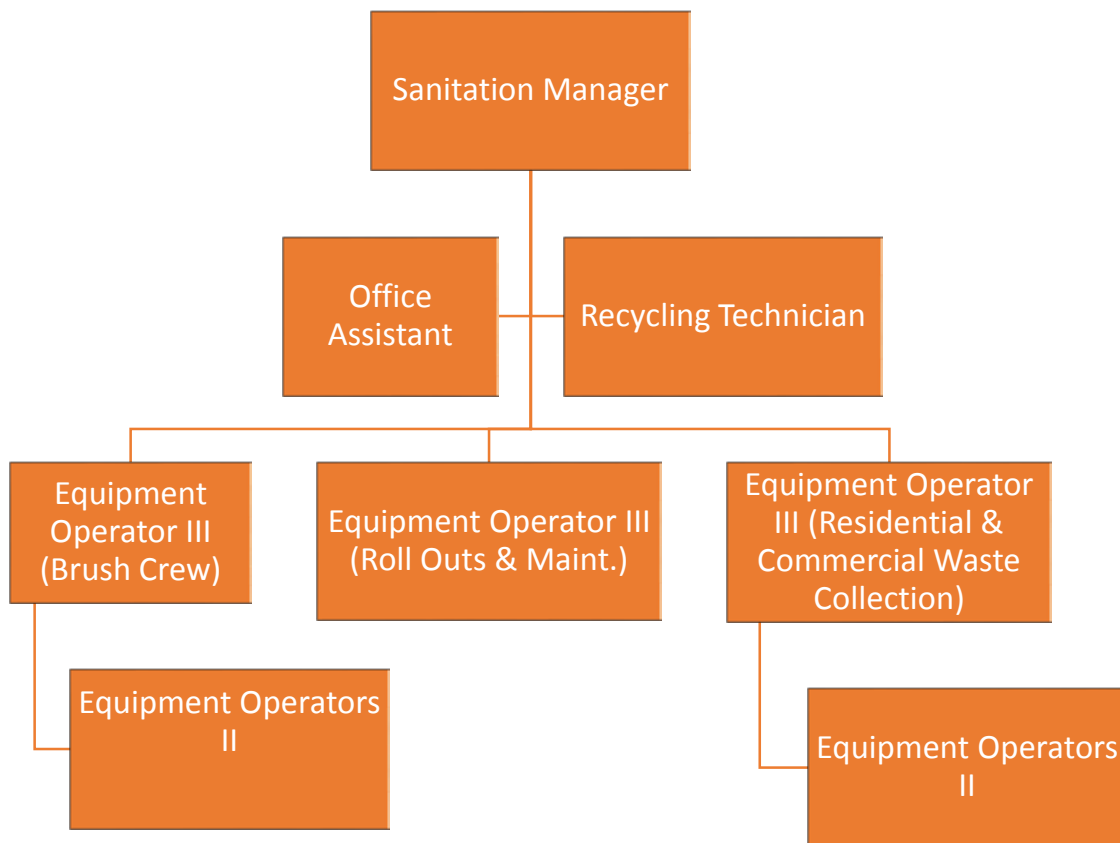 Sanitation Manager
Office
Assistant
Recycling Technician
Equipment
Operator III
(Brush Crew)
Equipment Operator III
(Roll Outs & Maint.)
Equipment Operator
III (Residential &
Commercial Waste
Collection)
Equipment Operators
II
Equipment Operators
II